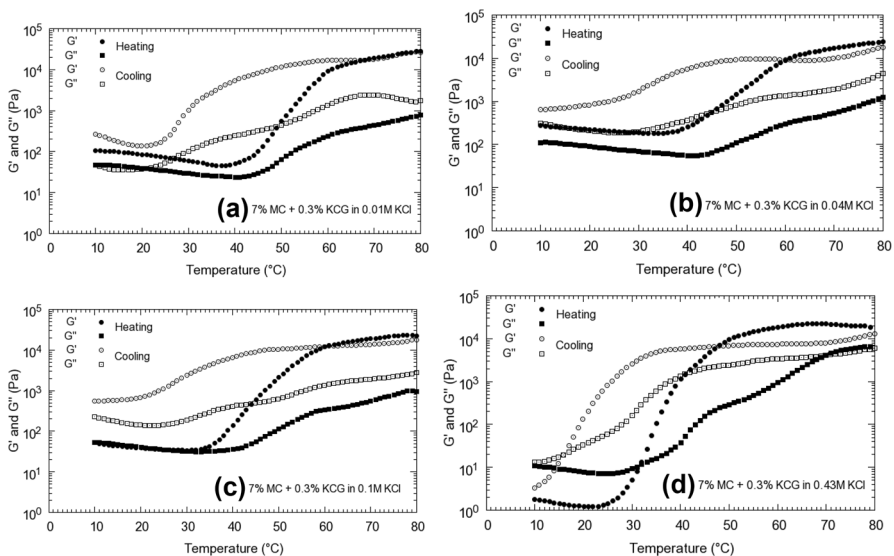 (a)
G' Heating
G"
G' Cooling
G"
G' and G" (Pa)
10⁵
10⁴
10³
10²
10¹
10⁰
0 10 20 30 40 50 60 70 80
Temperature (°C)
7% MC + 0.3% KCG in 0.01M KCl
(b)
G' Heating
G"
G' Cooling
G"
G' and G" (Pa)
10⁵
10⁴
10³
10²
10¹
10⁰
0 10 20 30 40 50 60 70 80
Temperature (°C)
7% MC + 0.3% KCG in 0.04M KCl
(c)
G' Heating
G"
G' Cooling
G"
G' and G" (Pa)
10⁵
10⁴
10³
10²
10¹
10⁰
0 10 20 30 40 50 60 70 80
Temperature (°C)
7% MC + 0.3% KCG in 0.1M KCl
(d)
G' Heating
G"
G' Cooling
G"
G' and G" (Pa)
10⁵
10⁴
10³
10²
10¹
10⁰
0 10 20 30 40 50 60 70 80
Temperature (°C)
7% MC + 0.3% KCG in 0.43M KCl